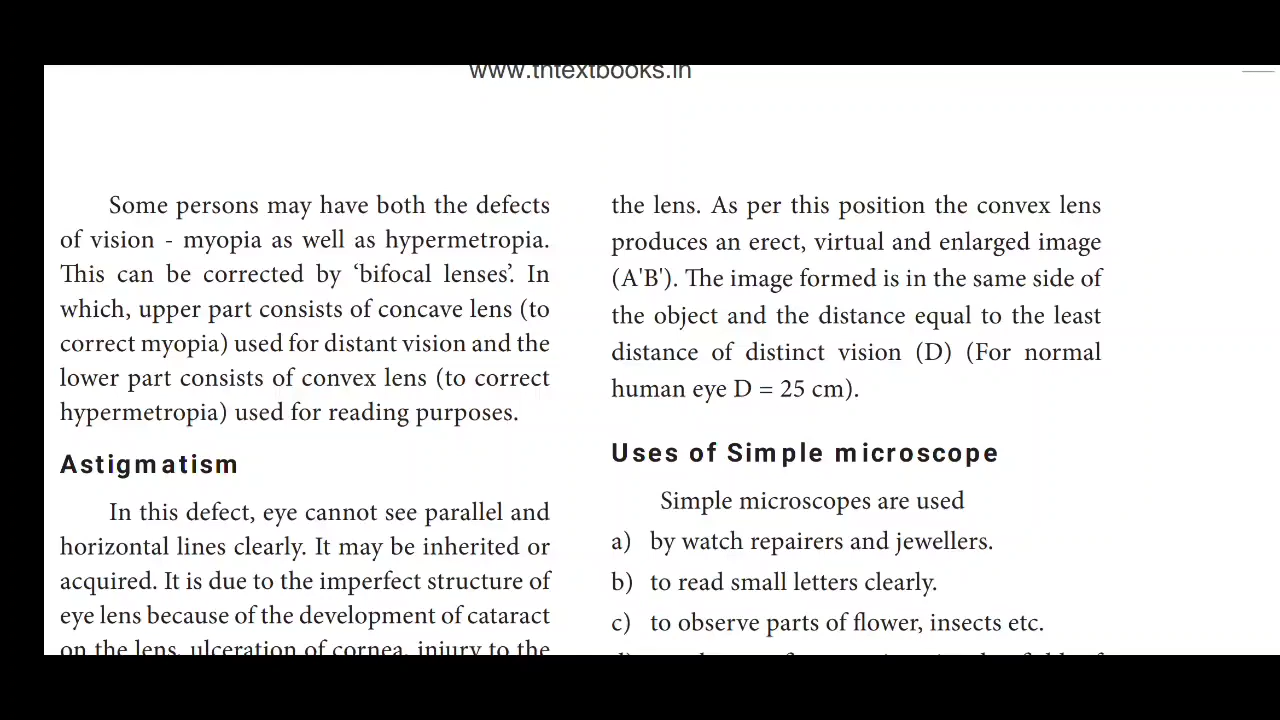 www.tntextbooks.in
Some persons may have both the defects
of vision - myopia as well as hypermetropia.
This can be corrected by ‘bifocal lenses’. In
which, upper part consists of concave lens (to
correct myopia) used for distant vision and the
lower part consists of convex lens (to correct
hypermetropia) used for reading purposes.
Astigmatism
In this defect, eye cannot see parallel and
horizontal lines clearly. It may be inherited or
acquired. It is due to the imperfect structure of
eye lens because of the development of cataract
on the lens, ulceration of cornea, injury to the
the lens. As per this position the convex lens
produces an erect, virtual and enlarged image
(A'B'). The image formed is in the same side of
the object and the distance equal to the least
distance of distinct vision (D) (For normal
human eye D = 25 cm).
Uses of Simple microscope
Simple microscopes are used
a) by watch repairers and jewellers.
b) to read small letters clearly.
c) to observe parts of flower, insects etc.